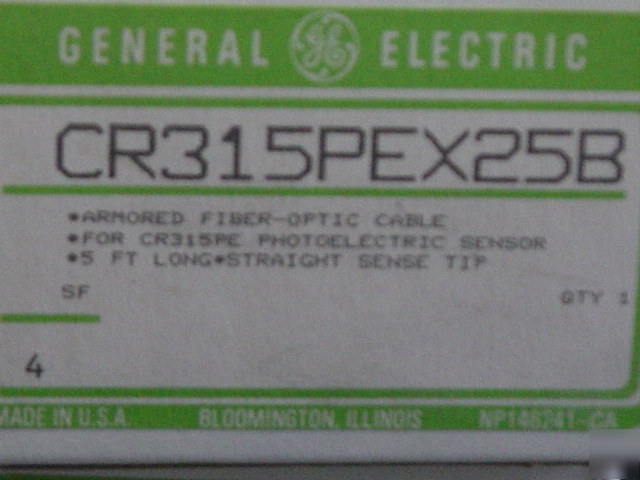 GENERAL GE ELECTRIC
CR315PEX25B
*ARMORED FIBER-OPTIC CABLE
*FOR CR315PE PHOTOELECTRIC SENSOR
*5 FT LONG*STRAIGHT SENSE TIP
SF QTY 1
4
MADE IN U.S.A. BLOOMINGTON, ILLINOIS